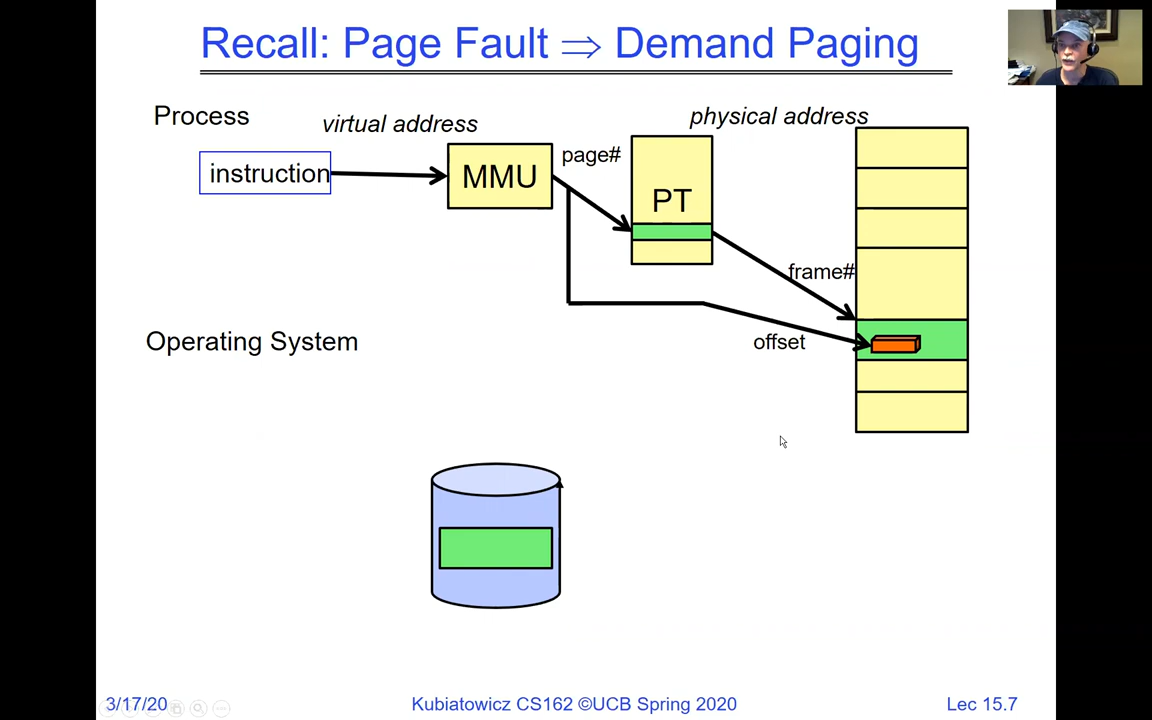 Recall: Page Fault ⇒ Demand Paging
Process
virtual address
physical address
instruction
MMU
page#
PT
frame#
offset
Operating System
3/17/20
Kubiatowicz CS162 ©UCB Spring 2020
Lec 15.7